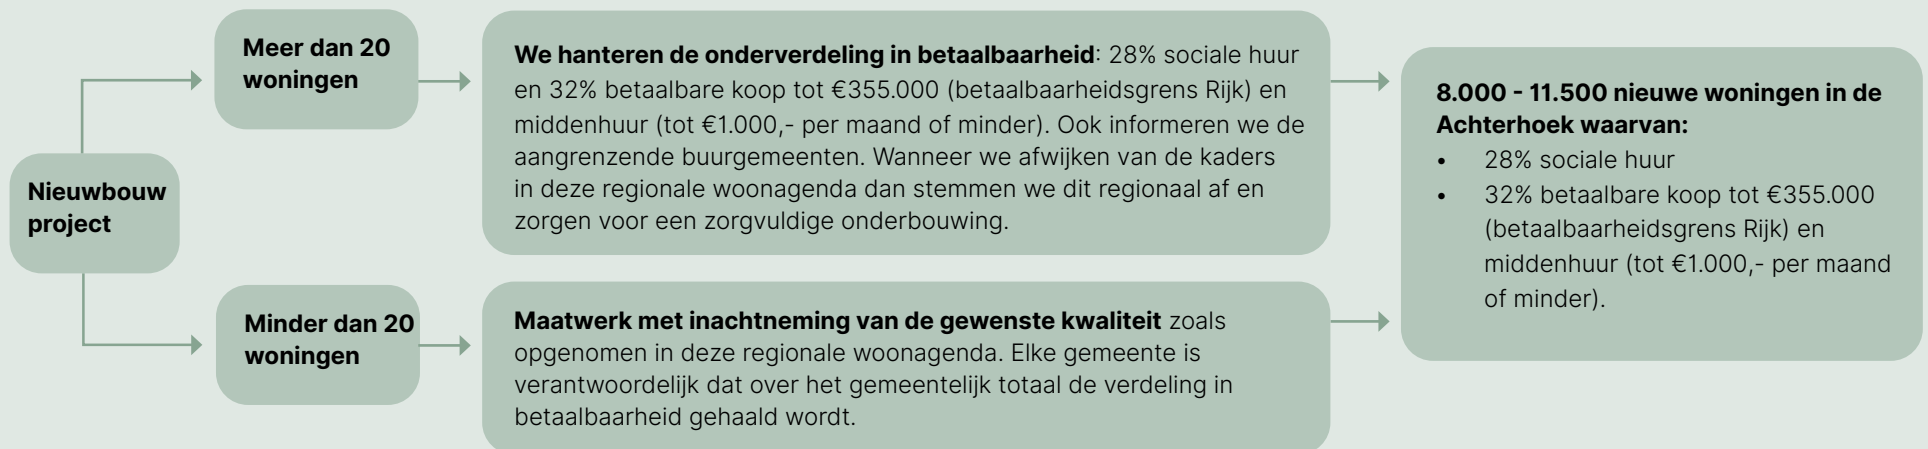 Nieuwbouw
project
Meer dan 20
woningen
We hanteren de onderverdeling in betaalbaarheid: 28% sociale huur
en 32% betaalbare koop tot €355.000 (betaalbaarheidsgrens Rijk) en
middenhuur (tot €1.000,- per maand of minder). Ook informeren we de
aangrenzende buurgemeenten. Wanneer we afwijken van de kaders
in deze regionale woonagenda dan stemmen we dit regionaal af en
zorgen voor een zorgvuldige onderbouwing.
Minder dan 20
woningen
Maatwerk met inachtneming van de gewenste kwaliteit zoals
opgenomen in deze regionale woonagenda. Elke gemeente is
verantwoordelijk dat over het gemeentelijk totaal de verdeling in
betaalbaarheid gehaald wordt.
8.000 - 11.500 nieuwe woningen in de
Achterhoek waarvan:
• 28% sociale huur
• 32% betaalbare koop tot €355.000
(betaalbaarheidsgrens Rijk) en
middenhuur (tot €1.000,- per maand
of minder).